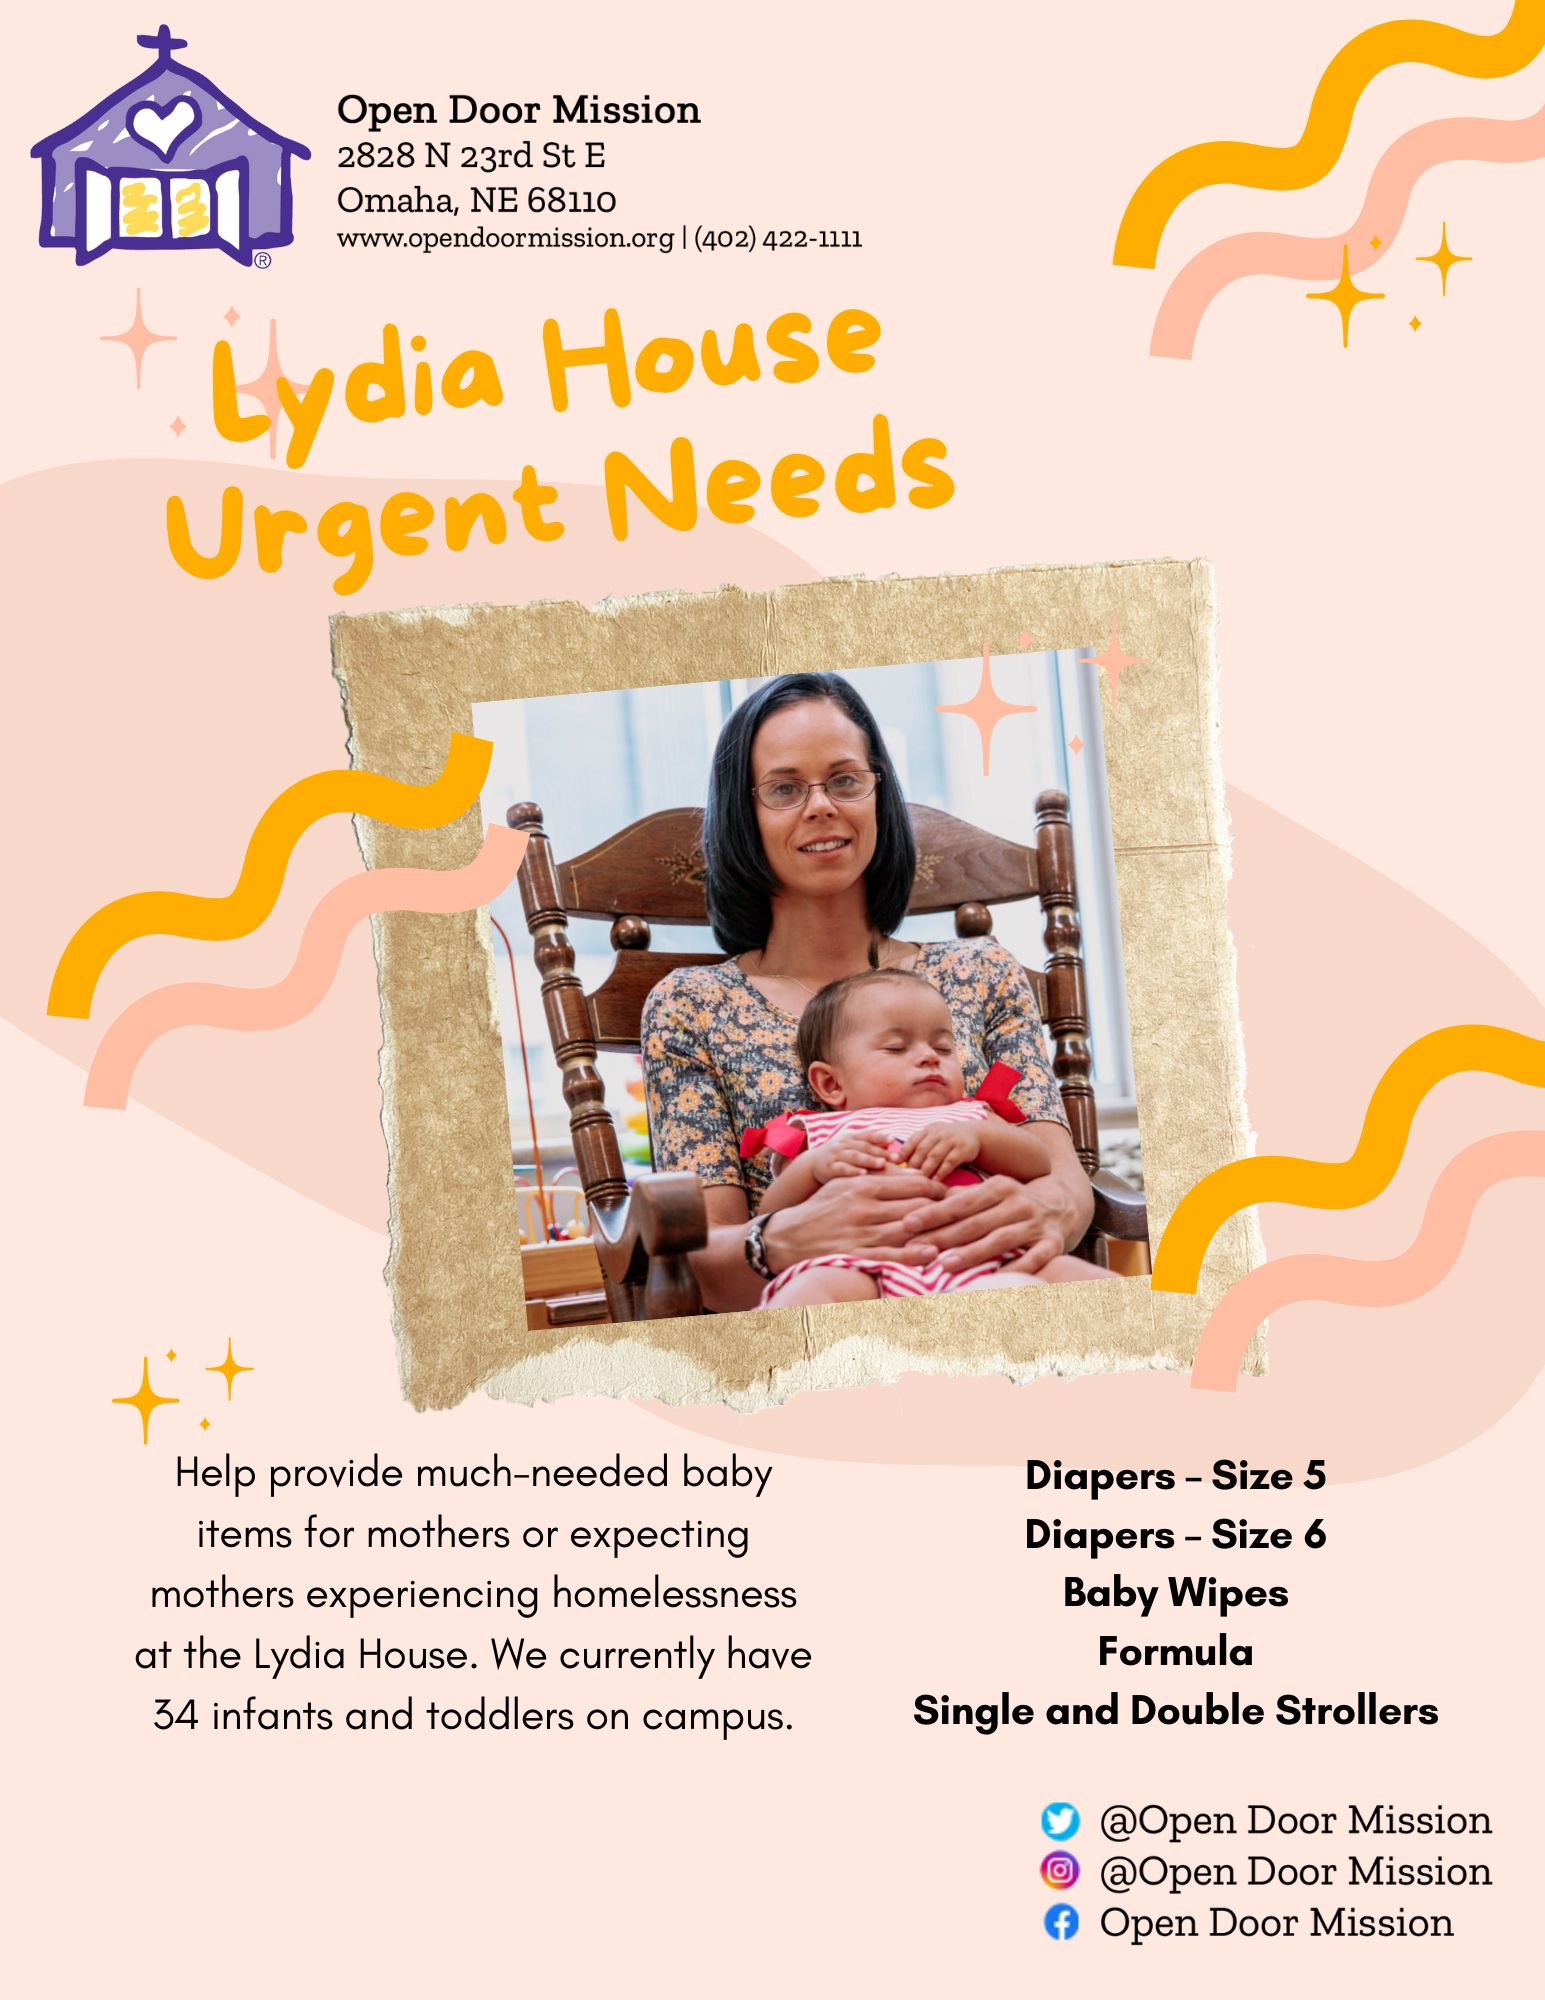 Open Door Mission
2828 N 23rd St E
Omaha, NE 68110
www.opendoormission.org | (402) 422-1111
®
Lydia House
Urgent Needs
Help provide much-needed baby
items for mothers or expecting
mothers experiencing homelessness
at the Lydia House. We currently have
34 infants and toddlers on campus.
Diapers – Size 5
Diapers – Size 6
Baby Wipes
Formula
Single and Double Strollers
@Open Door Mission
@Open Door Mission
Open Door Mission